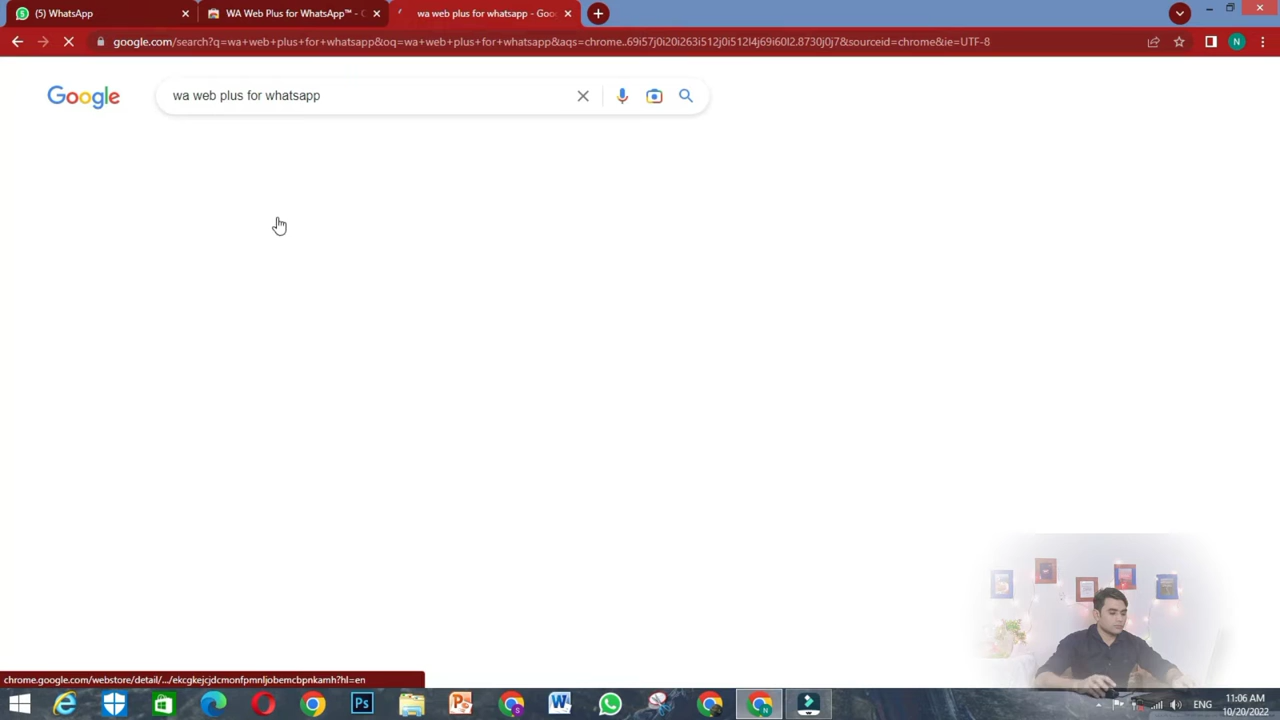 (5) WhatsApp
WA Web Plus for WhatsApp™ - C
wa web plus for whatsapp - Goo
google.com/search?q=wa+web+plus+for+whatsapp&oq=wa+web+plus+for+whatsapp&aqs=chrome..69i57j0i20i263i512j0i512l4j69i60l2.8730j0j7&sourceid=chrome&ie=UTF-8
N
Google
wa web plus for whatsapp
chrome.google.com/webstore/detail/.../ekcgkejcjdcmonfpmnljobemcbpnkamh?hl=en
Ps
P
S
W
N
ENG
11:06 AM
10/20/2022